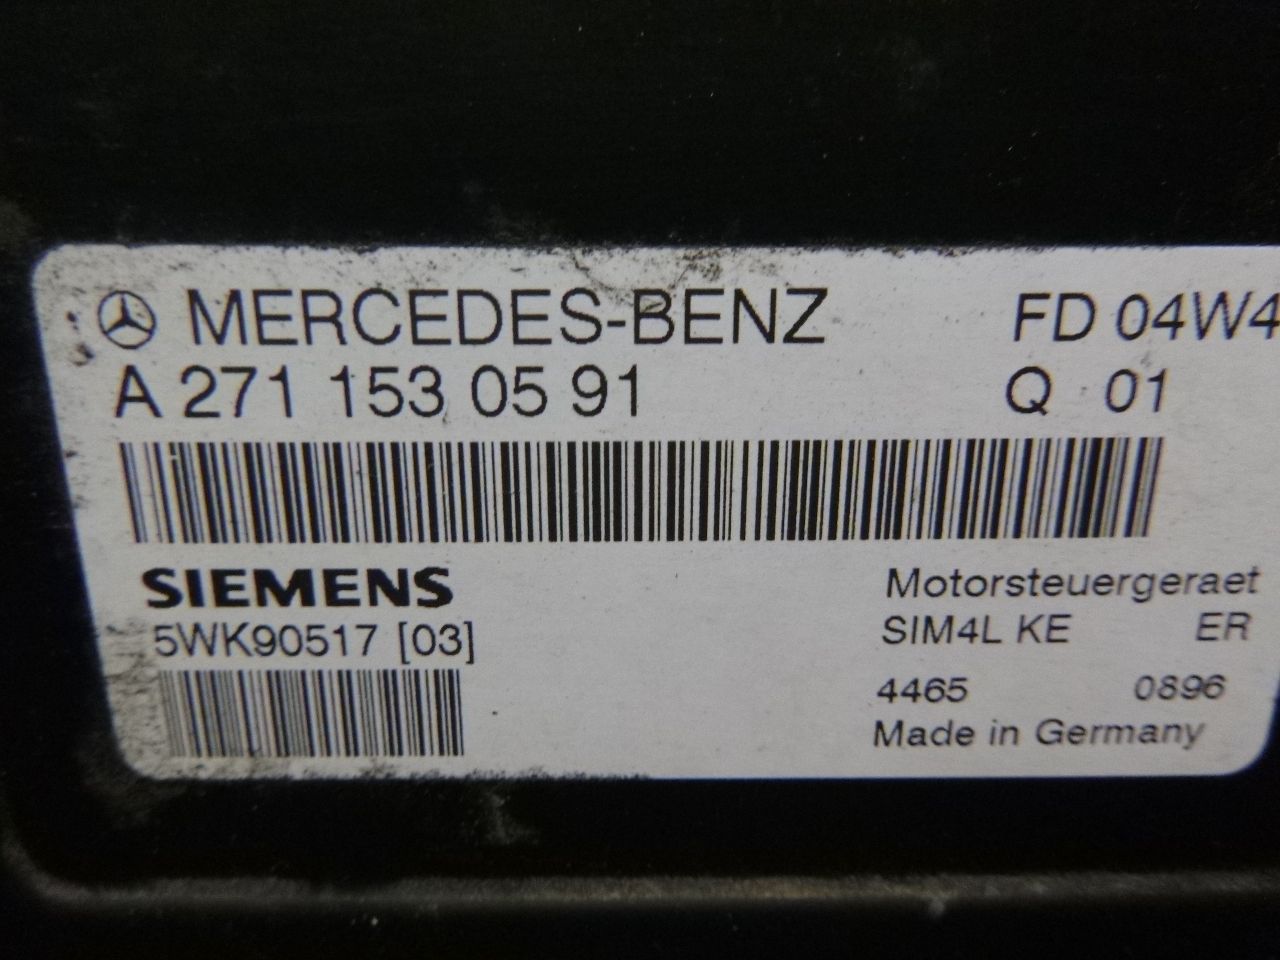 MERCEDES-BENZ FD 04W4
A 271 153 05 91 Q 01
SIEMENS Motorsteuergeraet
5WK90517 [03] SIM4L KE ER
4465 0896
Made in Germany